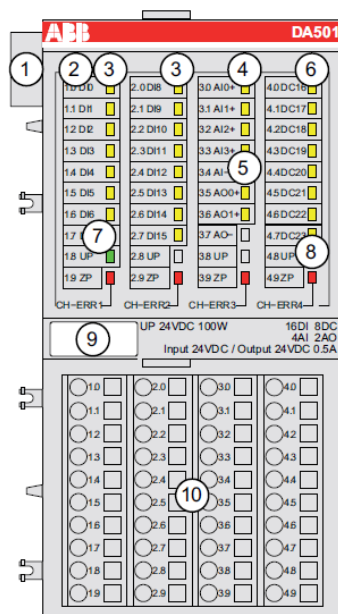 ABB DA501
1 2 3 3 4 6
1.0 DI0 2.0 DI8 3.0 AI0+ 4.0 DC16
1.1 DI1 2.1 DI9 3.1 AI1+ 4.1 DC17
1.2 DI2 2.2 DI10 3.2 AI2+ 4.2 DC18
1.3 DI3 2.3 DI11 3.3 AI3+ 4.3 DC19
1.4 DI4 2.4 DI12 3.4 AI- 4.4 DC20
5
1.5 DI5 2.5 DI13 3.5 AO0+ 4.5 DC21
1.6 DI6 2.6 DI14 3.6 AO1+ 4.6 DC22
7
1.7 2.7 DI15 3.7 AO- 4.7 DC23
8
1.8 UP 2.8 UP 3.8 UP 4.8 UP
1.9 ZP 2.9 ZP 3.9 ZP 4.9 ZP
CH-ERR1 CH-ERR2 CH-ERR3 CH-ERR4
9 UP 24VDC 100W 16DI 8DC
4AI 2AO
Input 24VDC / Output 24VDC 0.5A
1.0 2.0 3.0 4.0
1.1 2.1 3.1 4.1
1.2 2.2 3.2 4.2
1.3 2.3 3.3 4.3
1.4 2.4 3.4 4.4
10
1.5 2.5 3.5 4.5
1.6 2.6 3.6 4.6
1.7 2.7 3.7 4.7
1.8 2.8 3.8 4.8
1.9 2.9 3.9 4.9